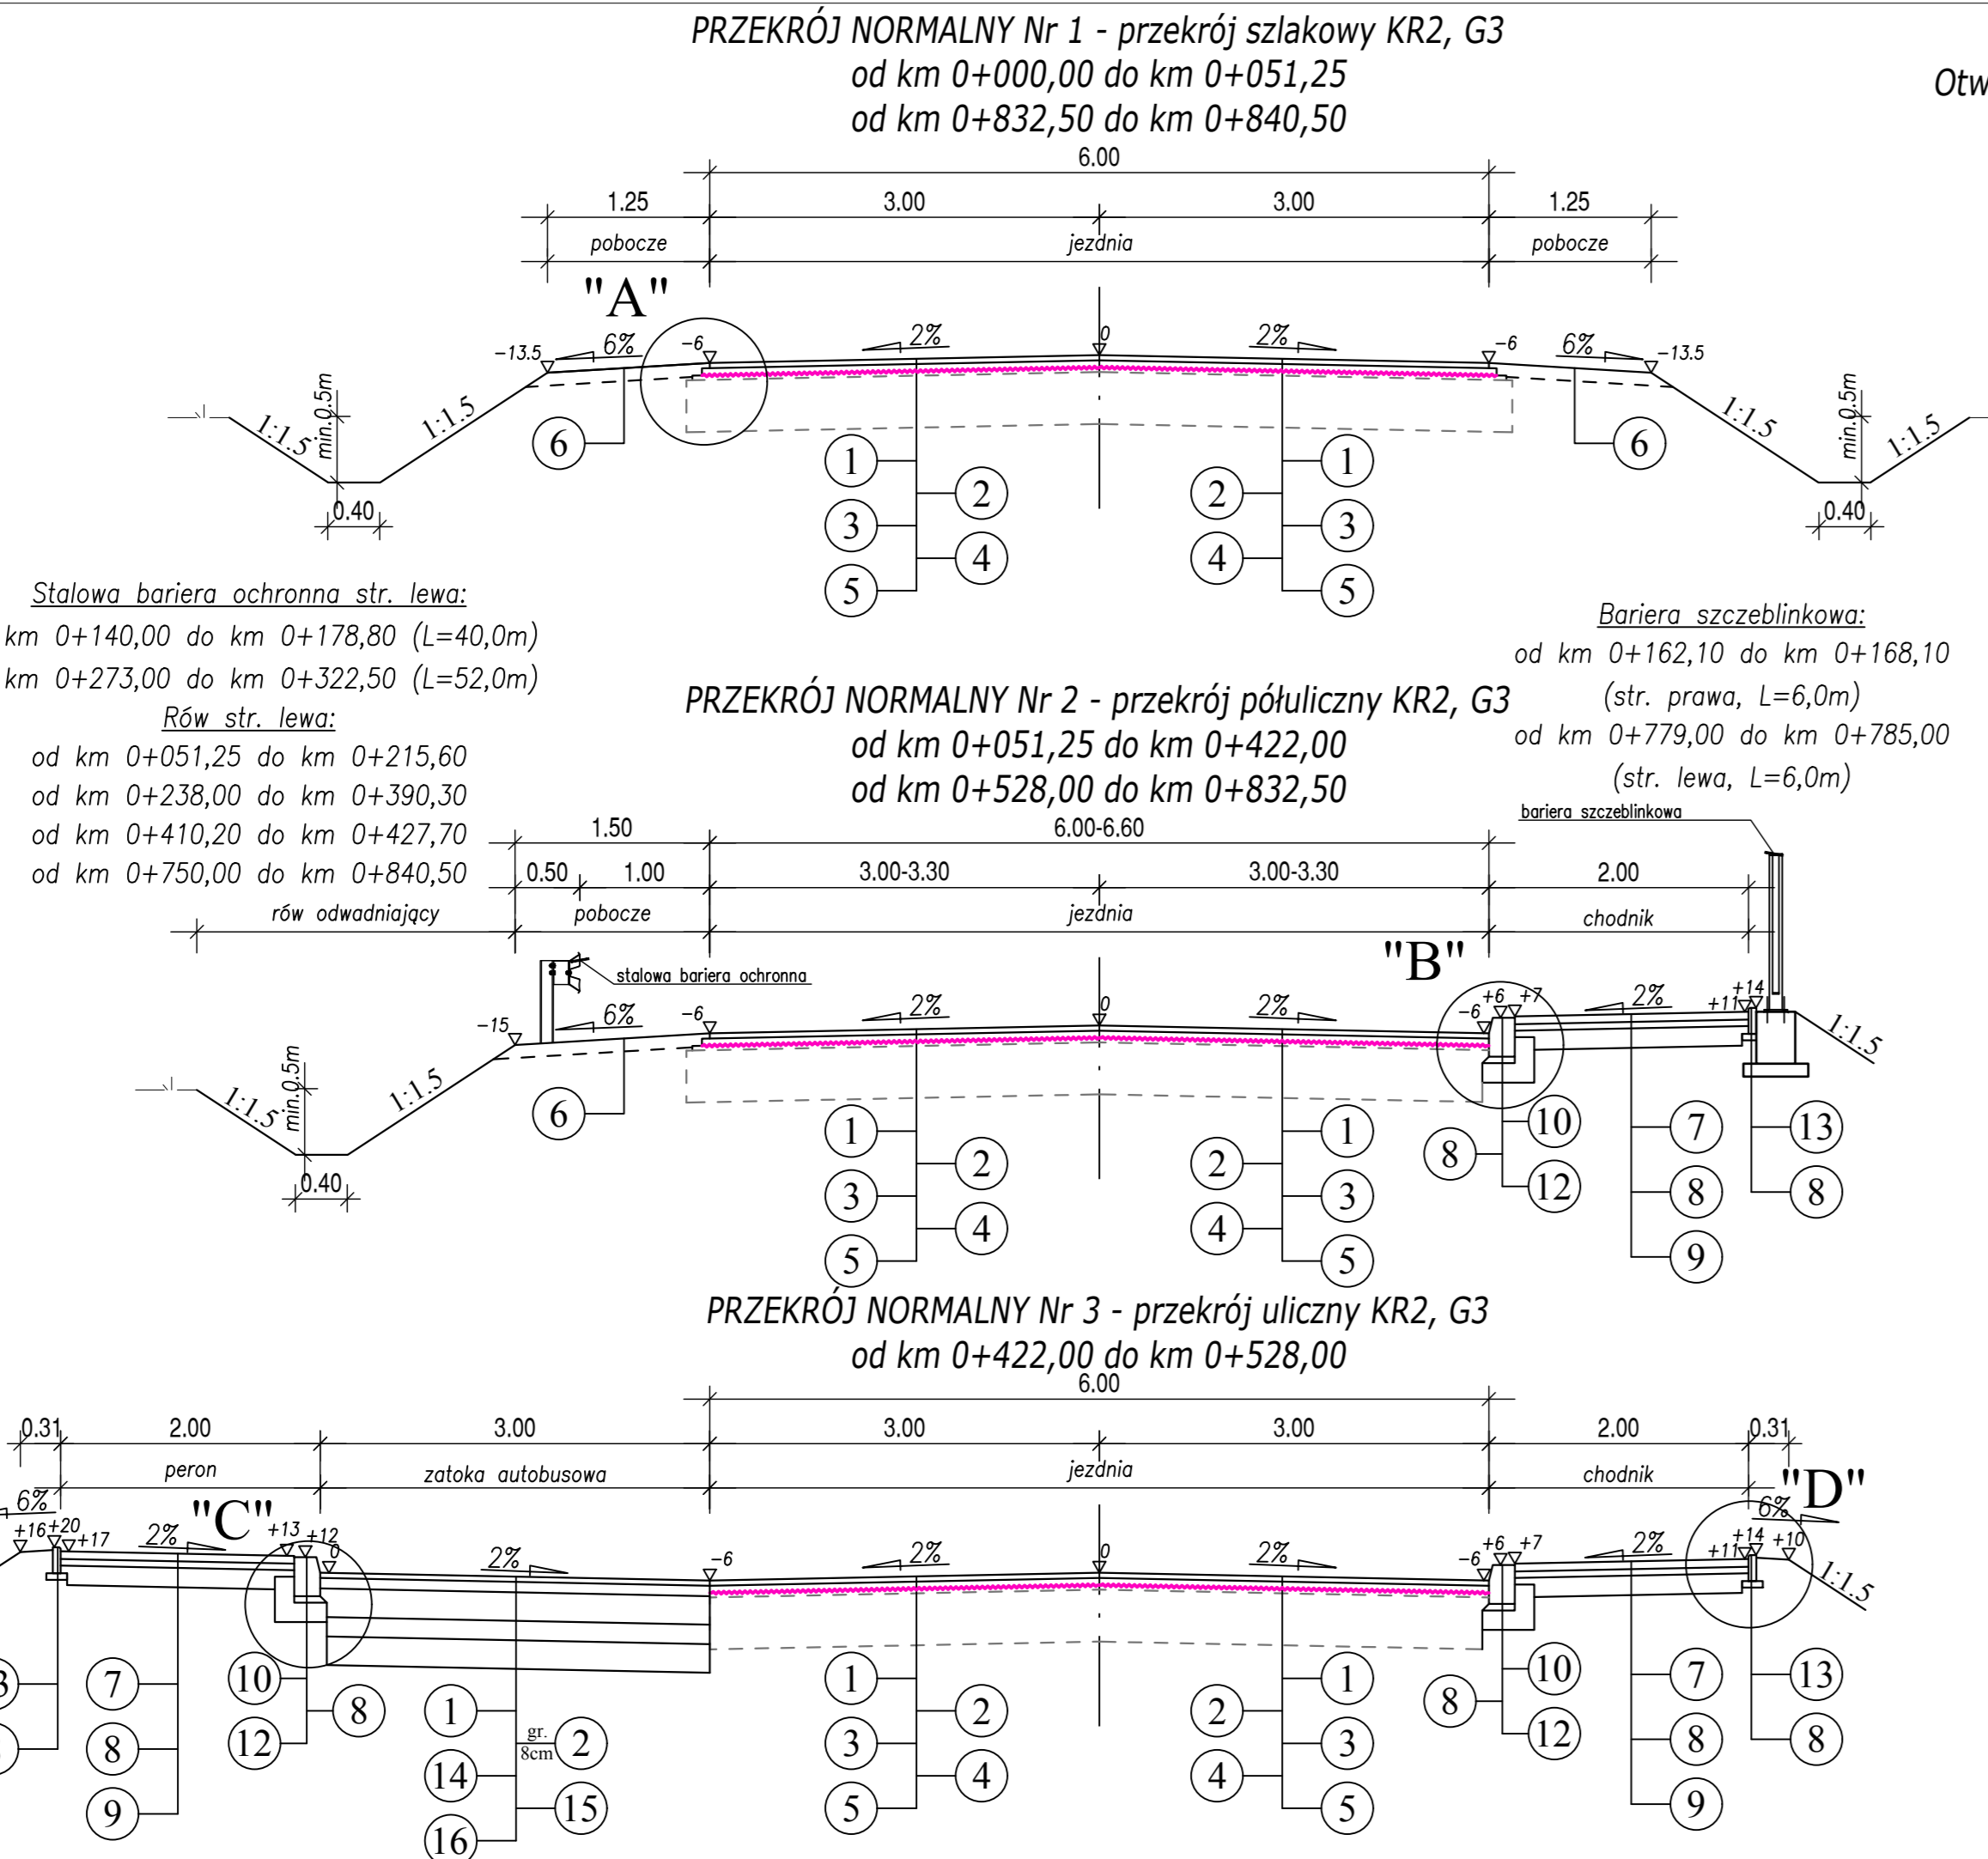 PRZEKRÓJ NORMALNY Nr 1 - przekrój szlakowy KR2, G3
od km 0+000,00 do km 0+051,25
od km 0+832,50 do km 0+840,50
Otw
6.00
1.25 3.00 3.00 1.25
pobocze jezdnia pobocze
"A"
-13.5 6% -6 2% 0 2% -6 6% -13.5
1:1.5 min.0.5m 1:1.5 1:1.5 min.0.5m 1:1.5
6 6
1 1
2 2
0.40 3 3 0.40
4 4
5 5
Stalowa bariera ochronna str. lewa:
km 0+140,00 do km 0+178,80 (L=40,0m)
km 0+273,00 do km 0+322,50 (L=52,0m)
Rów str. lewa:
od km 0+051,25 do km 0+215,60
od km 0+238,00 do km 0+390,30
od km 0+410,20 do km 0+427,70
od km 0+750,00 do km 0+840,50
Bariera szczeblinkowa:
od km 0+162,10 do km 0+168,10
(str. prawa, L=6,0m)
od km 0+779,00 do km 0+785,00
(str. lewa, L=6,0m)
bariera szczeblinkowa
PRZEKRÓJ NORMALNY Nr 2 - przekrój półuliczny KR2, G3
od km 0+051,25 do km 0+422,00
od km 0+528,00 do km 0+832,50
1.50 6.00-6.60
0.50 1.00 3.00-3.30 3.00-3.30 2.00
rów odwadniający pobocze jezdnia chodnik
"B"
stalowa bariera ochronna
-15 6% -6 2% 0 2% -6 +6 +7 2% +11 +14
1:1.5 min.0.5m 1:1.5 1:1.5
6 1 1 10 7 13
2 2 8
0.40 3 3 12 8 8
4 4
5 5 9
PRZEKRÓJ NORMALNY Nr 3 - przekrój uliczny KR2, G3
od km 0+422,00 do km 0+528,00
6.00
0.31 2.00 3.00 3.00 3.00 2.00 0.31
peron zatoka autobusowa jezdnia chodnik
"C" "D"
6% +16 +20 +17 2% +13 +12 0 2% -6 2% 0 2% -6 +6 +7 2% +11 +14 6% +10
1:1.5
3 7 10 1 1 10 7 13
8 1 2 2 8
8 12 gr. 8cm 2 3 3 12 8 8
14 4 4
9 15 5 5 9
16